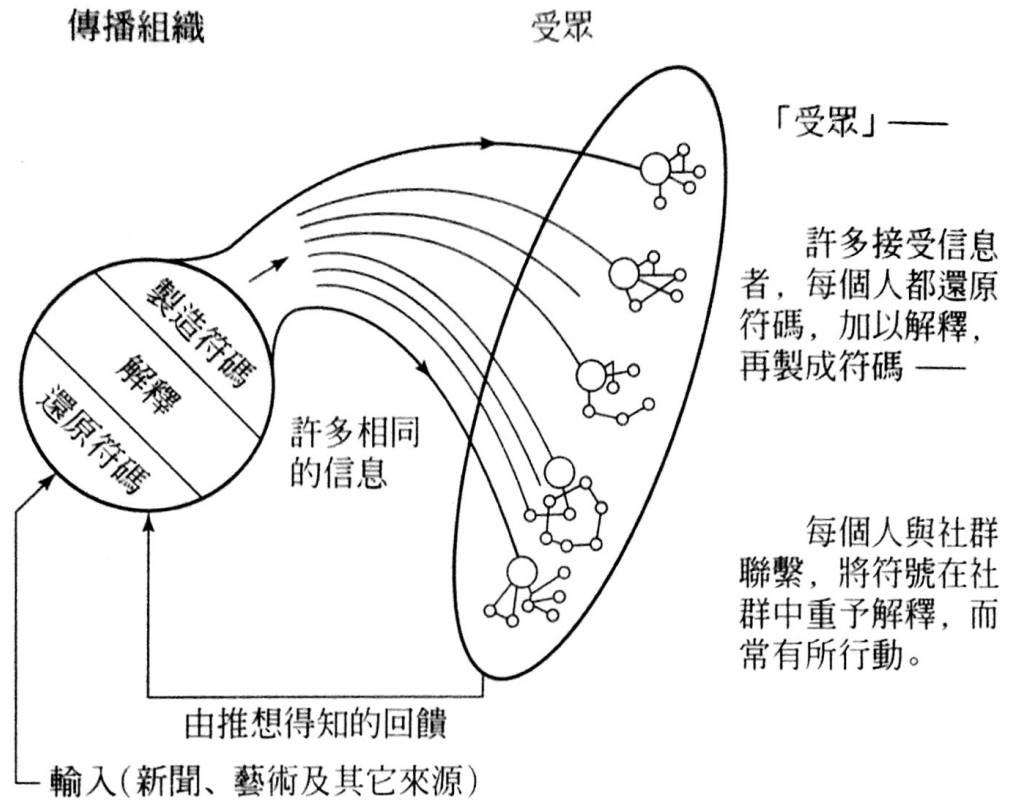 傳播組織
受眾
「受眾」——
許多接受信息
者，每個人都還原
符碼，加以解釋，
再製成符碼——
製造符碼
解釋
還原符碼
許多相同
的信息
每個人與社群
聯繫，將符號在社
群中重予解釋，而
常有所行動。
由推想得知的回饋
輸入(新聞、藝術及其它來源)